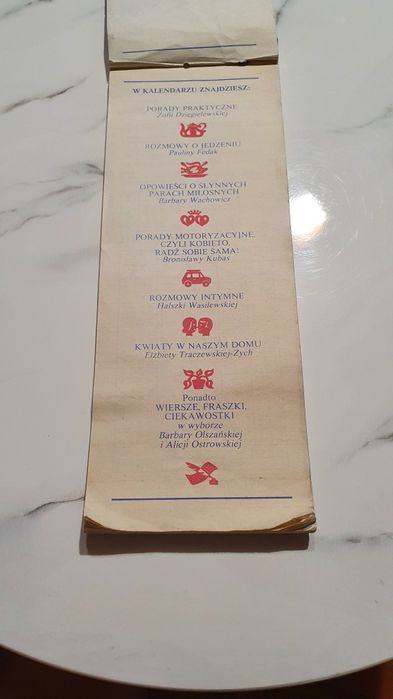 W KALENDARZU ZNAJDZIESZ:
PORADY PRAKTYCZNE
Zofii Dzięgielewskiej
ROZMOWY O JEDZENIU
Pauliny Fedak
OPOWIEŚCI O SŁYNNYCH
PARACH MIŁOSNYCH
Barbary Wachowicz
PORADY MOTORYZACYJNE,
CZYLI KOBIETO,
RADŹ SOBIE SAMA!
Bronisławy Kubas
ROZMOWY INTYMNE
Halszki Wasilewskiej
KWIATY W NASZYM DOMU
Elżbiety Traczewskiej-Zych
Ponadto
WIERSZE, FRASZKI,
CIEKAWOSTKI
w wyborze
Barbary Olszańskiej
i Alicji Ostrowskiej